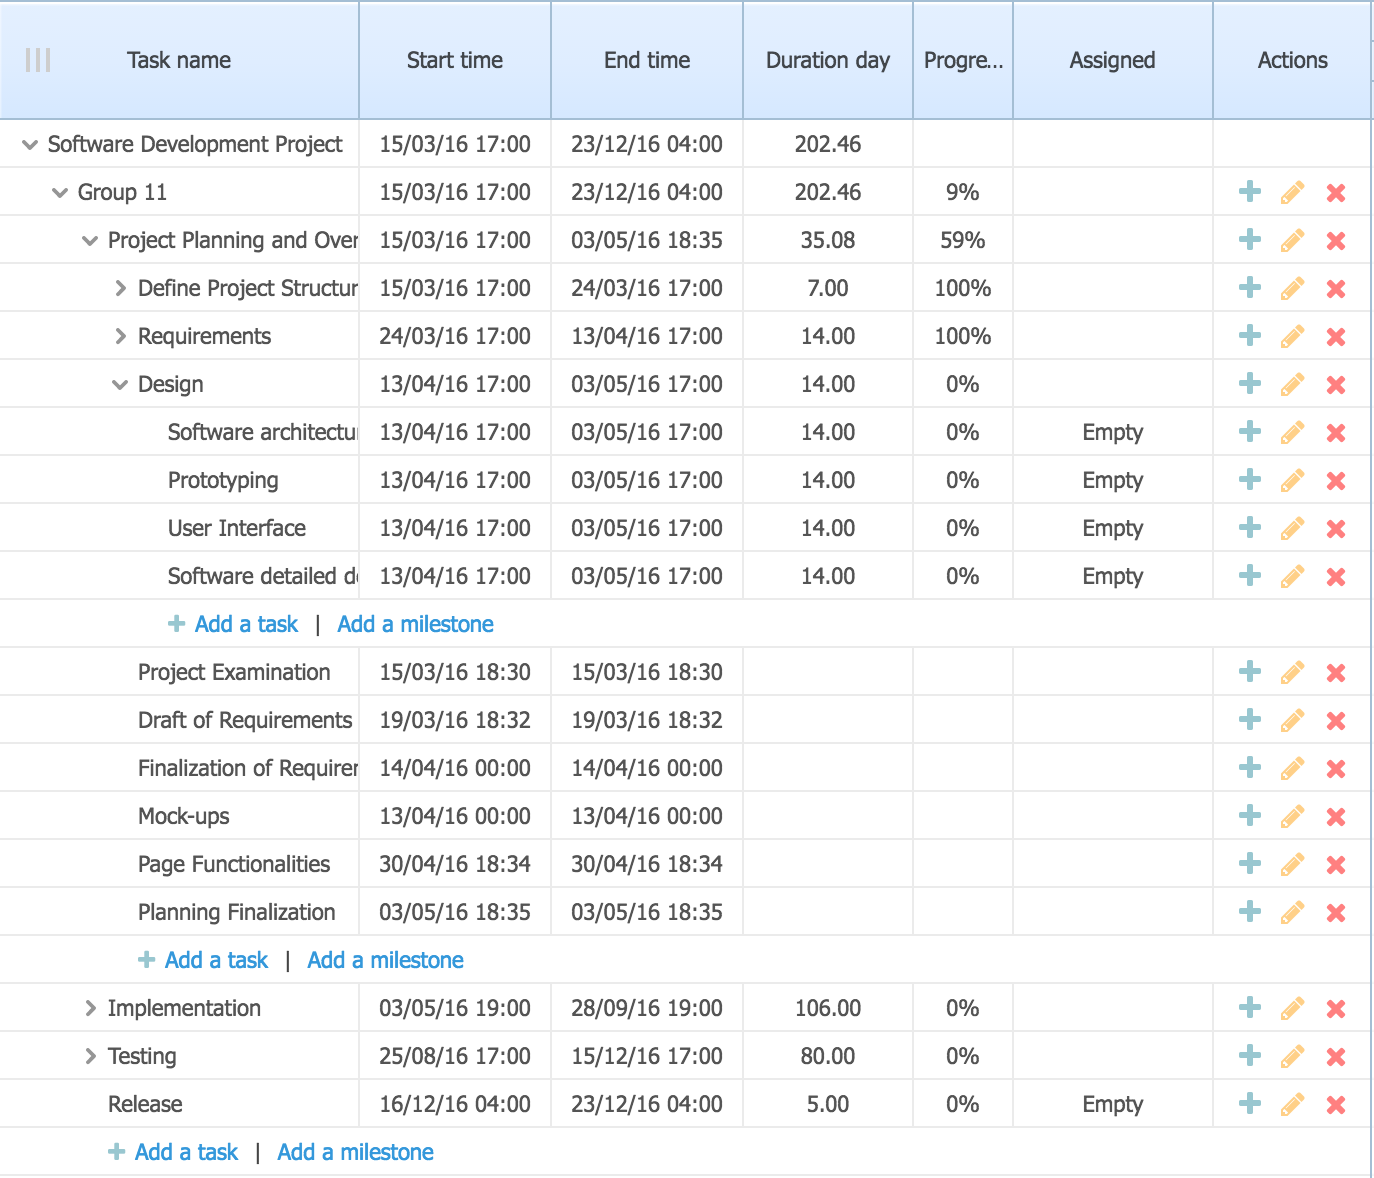 Task name Start time End time Duration day Progre... Assigned Actions
Software Development Project 15/03/16 17:00 23/12/16 04:00 202.46
Group 11 15/03/16 17:00 23/12/16 04:00 202.46 9%
Project Planning and Over 15/03/16 17:00 03/05/16 18:35 35.08 59%
Define Project Structur 15/03/16 17:00 24/03/16 17:00 7.00 100%
Requirements 24/03/16 17:00 13/04/16 17:00 14.00 100%
Design 13/04/16 17:00 03/05/16 17:00 14.00 0%
Software architectu 13/04/16 17:00 03/05/16 17:00 14.00 0% Empty
Prototyping 13/04/16 17:00 03/05/16 17:00 14.00 0% Empty
User Interface 13/04/16 17:00 03/05/16 17:00 14.00 0% Empty
Software detailed de 13/04/16 17:00 03/05/16 17:00 14.00 0% Empty
Add a task | Add a milestone
Project Examination 15/03/16 18:30 15/03/16 18:30
Draft of Requirements 19/03/16 18:32 19/03/16 18:32
Finalization of Requirer 14/04/16 00:00 14/04/16 00:00
Mock-ups 13/04/16 00:00 13/04/16 00:00
Page Functionalities 30/04/16 18:34 30/04/16 18:34
Planning Finalization 03/05/16 18:35 03/05/16 18:35
Add a task | Add a milestone
Implementation 03/05/16 19:00 28/09/16 19:00 106.00 0%
Testing 25/08/16 17:00 15/12/16 17:00 80.00 0%
Release 16/12/16 04:00 23/12/16 04:00 5.00 0% Empty
Add a task | Add a milestone